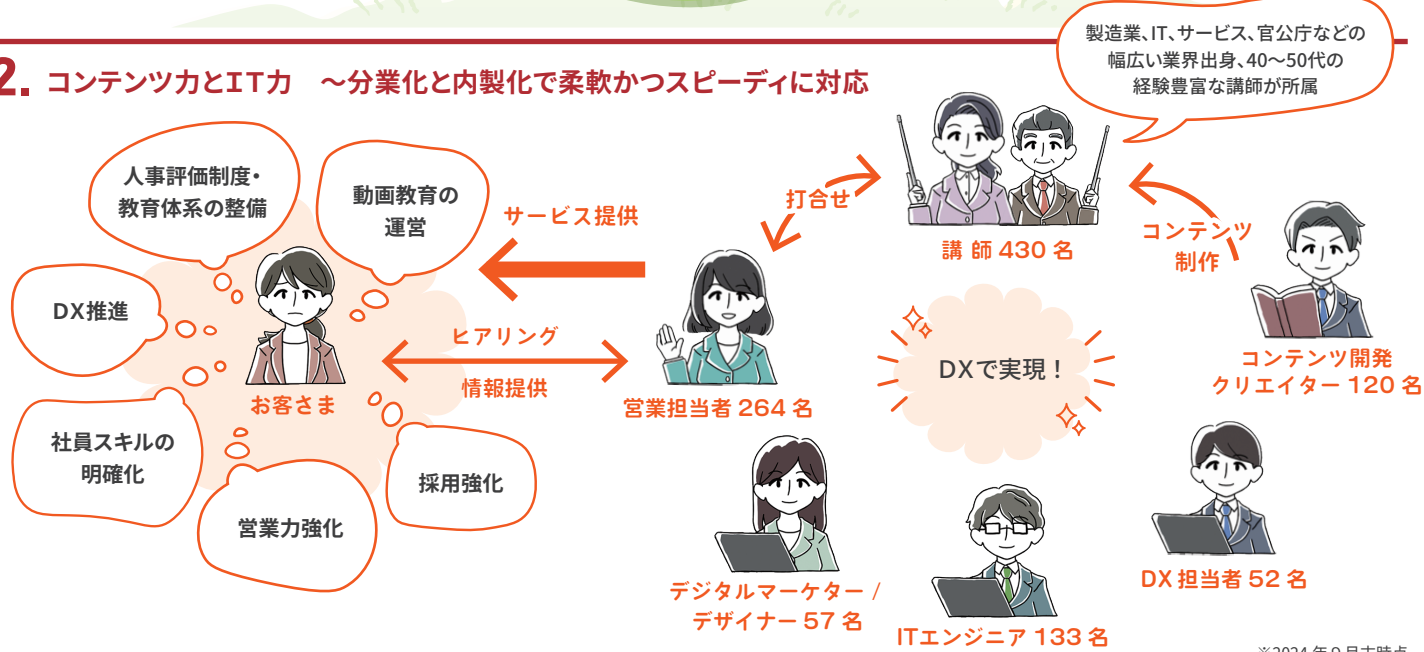 製造業、IT、サービス、官公庁などの
幅広い業界出身、40〜50代の
経験豊富な講師が所属
2. コンテンツ力とIT力　〜分業化と内製化で柔軟かつスピーディに対応
人事評価制度・
教育体系の整備
動画教育の
運営
DX推進
社員スキルの
明確化
営業力強化
採用強化
お客さま
サービス提供
ヒアリング
情報提供
営業担当者 264 名
打合せ
講 師 430 名
コンテンツ
制作
コンテンツ開発
クリエイター 120 名
DXで実現！
デジタルマーケター /
デザイナー 57 名
ITエンジニア 133 名
DX 担当者 52 名
※2024 年 9 月末時点